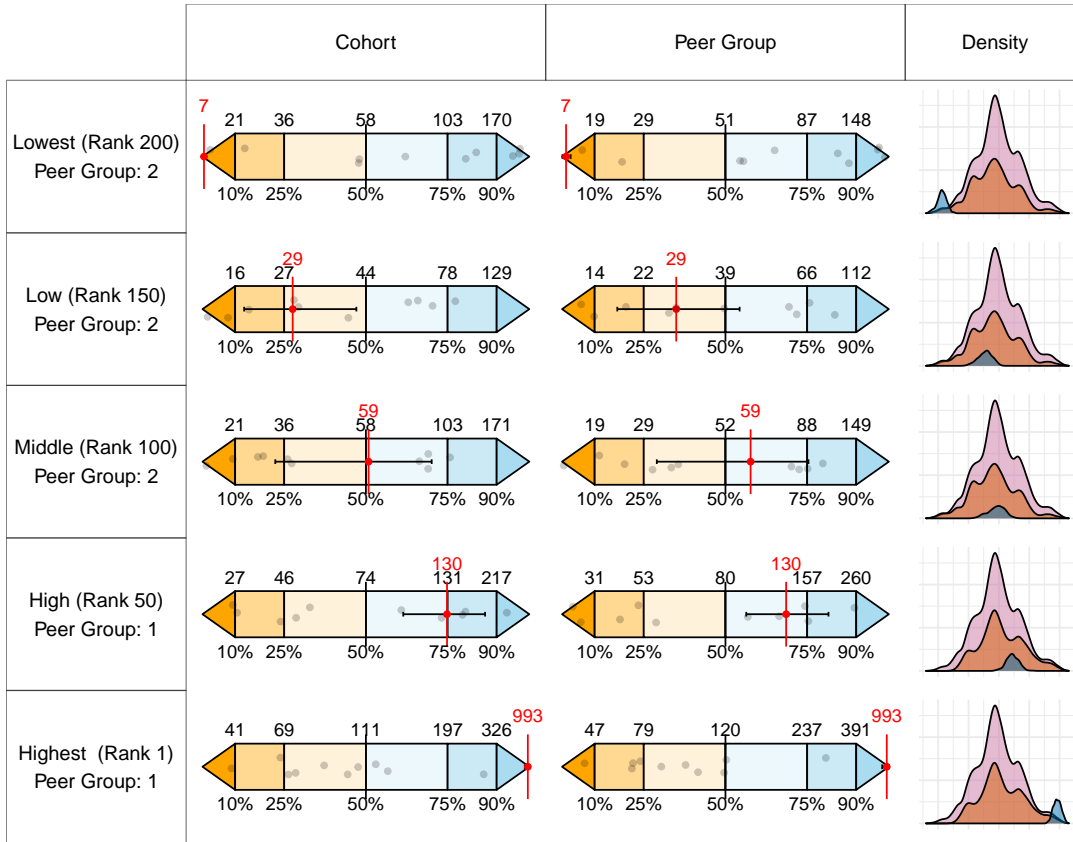 Cohort Peer Group Density
Lowest (Rank 200)
Peer Group: 2
7 7
21 36 58 103 170 19 29 51 87 148
10% 25% 50% 75% 90% 10% 25% 50% 75% 90%
Low (Rank 150)
Peer Group: 2
29 29
16 27 44 78 129 14 22 39 66 112
10% 25% 50% 75% 90% 10% 25% 50% 75% 90%
Middle (Rank 100)
Peer Group: 2
59 59
21 36 58 103 171 19 29 52 88 149
10% 25% 50% 75% 90% 10% 25% 50% 75% 90%
High (Rank 50)
Peer Group: 1
130 130
27 46 74 131 217 31 53 80 157 260
10% 25% 50% 75% 90% 10% 25% 50% 75% 90%
Highest (Rank 1)
Peer Group: 1
993 993
41 69 111 197 326 47 79 120 237 391
10% 25% 50% 75% 90% 10% 25% 50% 75% 90%